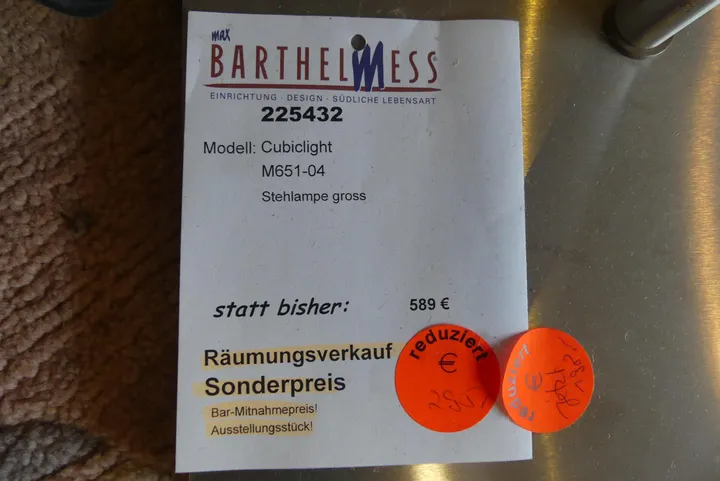 max
BARTHELMESS®
EINRICHTUNG · DESIGN · SÜDLICHE LEBENSART
225432
Modell: Cubiclight
M651-04
Stehlampe gross
statt bisher: 589 €
Räumungsverkauf
Sonderpreis
Bar-Mitnahmepreis!
Ausstellungsstück!
reduziert
€
reduziert
€
jetzt